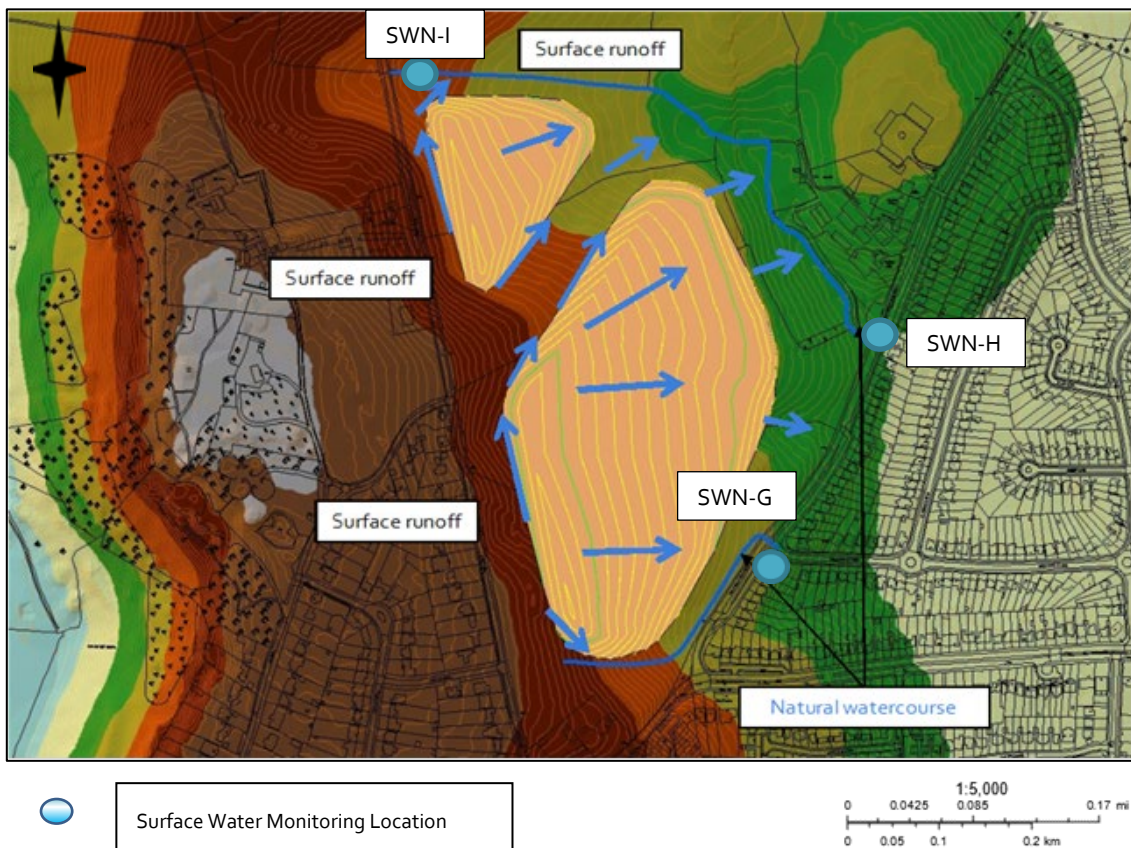 SWN-I
Surface runoff
Surface runoff
SWN-H
SWN-G
Surface runoff
Natural watercourse
Surface Water Monitoring Location
1:5,000
0 0.0425 0.085 0.17 mi
0 0.05 0.1 0.2 km